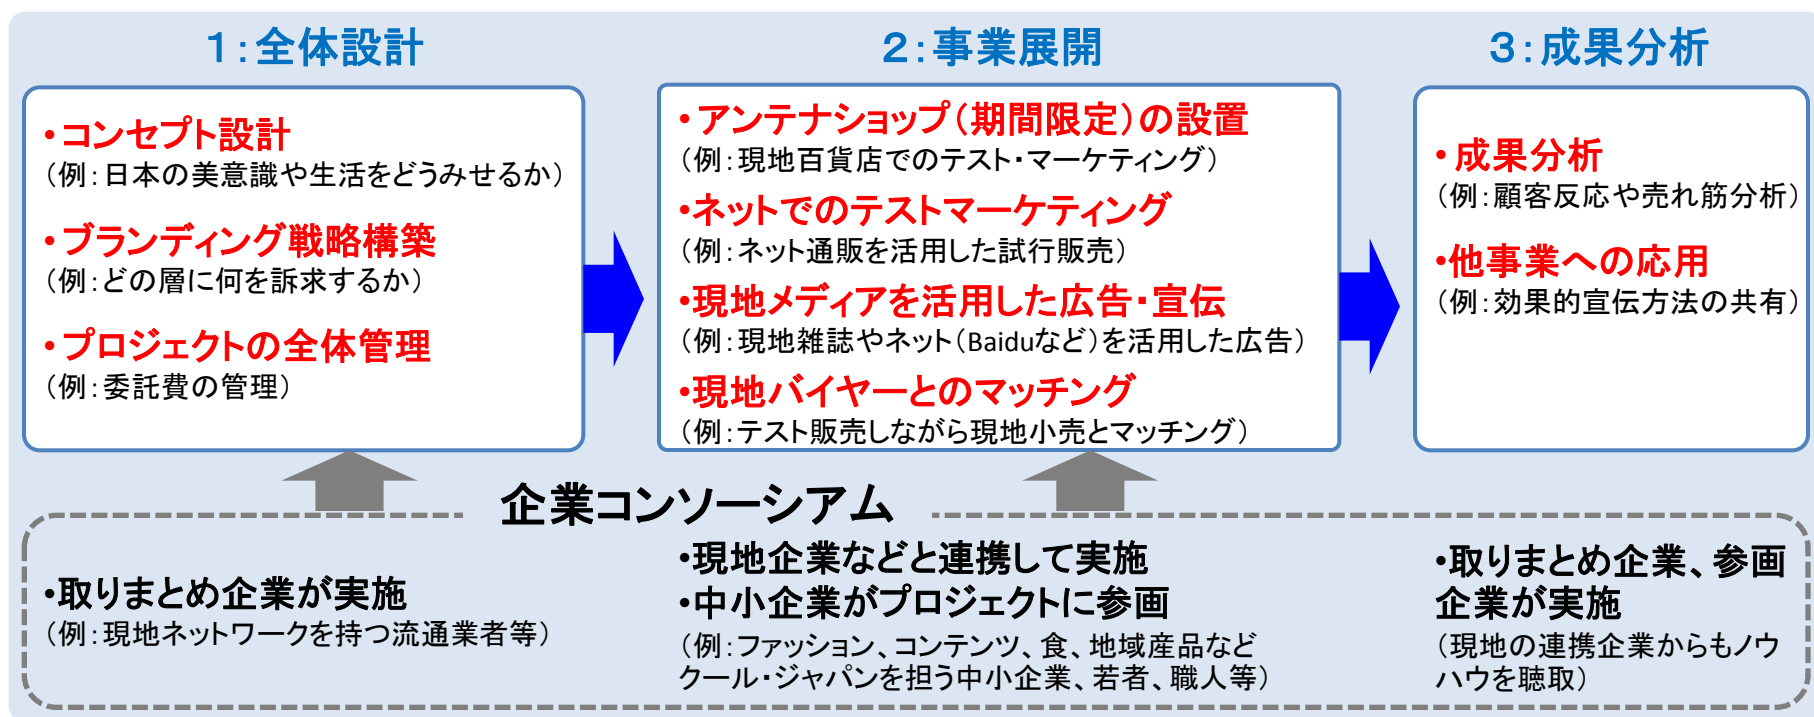 1：全体設計
・コンセプト設計
（例：日本の美意識や生活をどうみせるか）
・ブランディング戦略構築
（例：どの層に何を訴求するか）
・プロジェクトの全体管理
（例：委託費の管理）
2：事業展開
・アンテナショップ（期間限定）の設置
（例：現地百貨店でのテスト・マーケティング）
・ネットでのテストマーケティング
（例：ネット通販を活用した試行販売）
・現地メディアを活用した広告・宣伝
（例：現地雑誌やネット（Baiduなど）を活用した広告）
・現地バイヤーとのマッチング
（例：テスト販売しながら現地小売とマッチング）
3：成果分析
・成果分析
（例：顧客反応や売れ筋分析）
・他事業への応用
（例：効果的宣伝方法の共有）
企業コンソーシアム
・取りまとめ企業が実施
（例：現地ネットワークを持つ流通業者等）
・現地企業などと連携して実施
・中小企業がプロジェクトに参画
（例：ファッション、コンテンツ、食、地域産品など
クール・ジャパンを担う中小企業、若者、職人等）
・取りまとめ企業、参画
企業が実施
（現地の連携企業からもノウ
ハウを聴取）